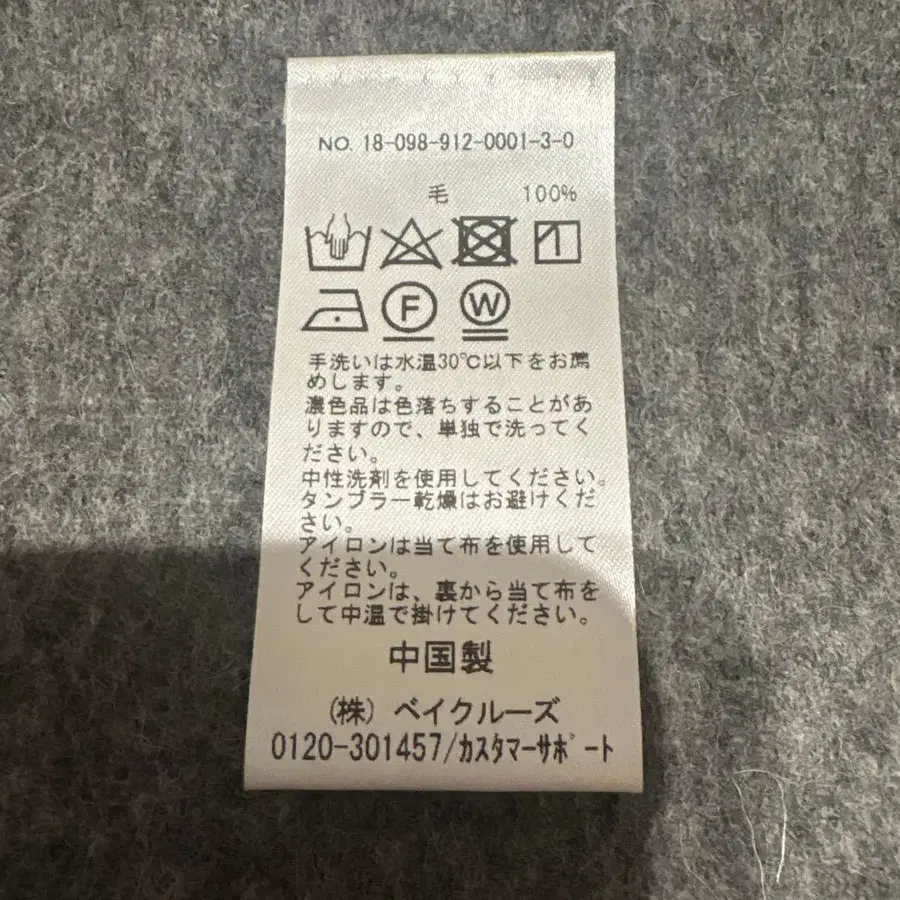 NO. 18-098-912-0001-3-0
毛 100%
F W
手洗いは水温30℃以下をお薦
めします。
濃色品は色落ちすることがあ
りますので、単独で洗ってく
ださい。
中性洗剤を使用してください。
タンブラー乾燥はお避けくだ
さい。
アイロンは当て布を使用して
ください。
アイロンは、裏から当て布を
して中温で掛けてください。
中国製
(株) ベイクルーズ
0120-301457/カスタマーサポート